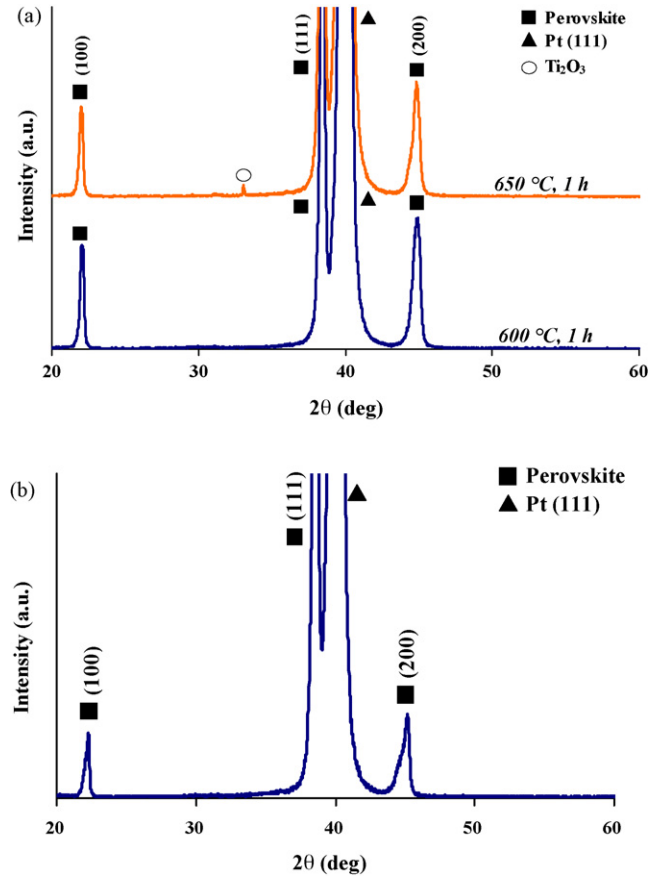 (a)
(100)
(111)
(200)
Perovskite
Pt (111)
Ti₂O₃
650 °C, 1 h
600 °C, 1 h
Intensity (a.u.)
20 30 40 50 60
2θ (deg)
(b)
(100)
(111)
(200)
Perovskite
Pt (111)
Intensity (a.u.)
20 30 40 50 60
2θ (deg)